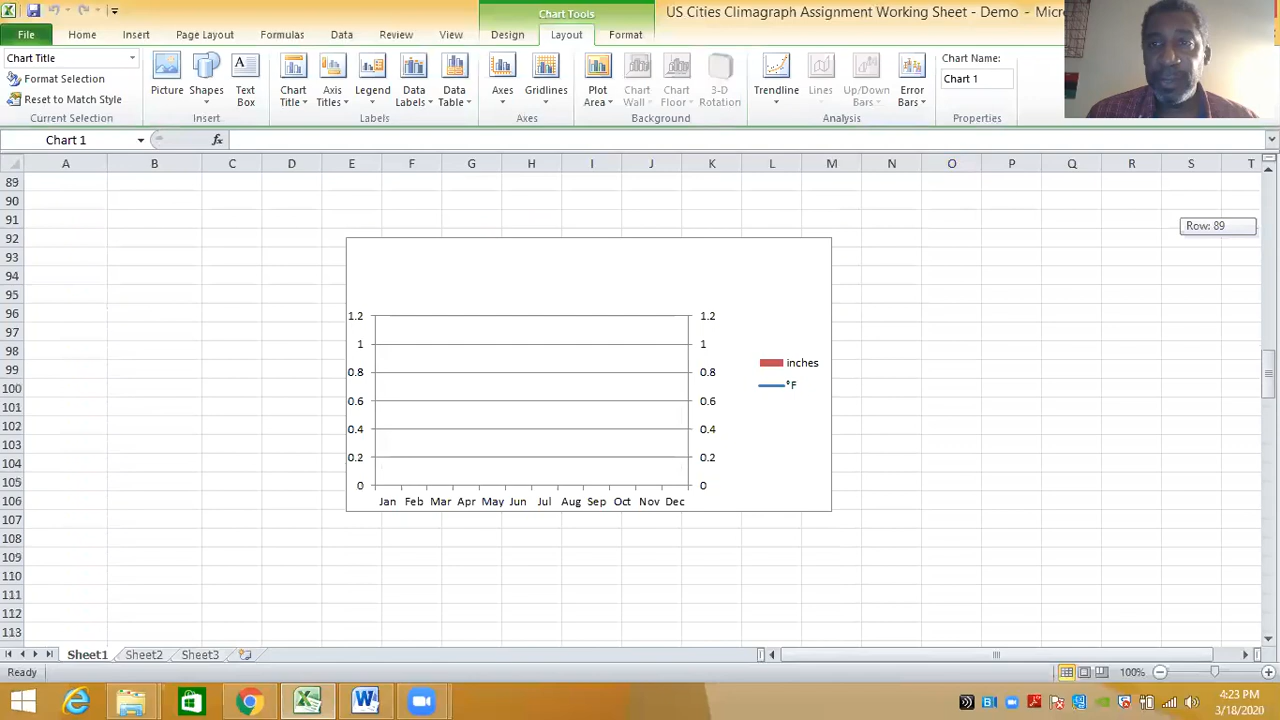 Chart Tools
US Cities Climagraph Assignment Working Sheet - Demo - Micro
File Home Insert Page Layout Formulas Data Review View Design Layout Format
Chart Title
Format Selection
Reset to Match Style
Current Selection
Picture Shapes Text Box
Insert
Chart Title Axis Titles Legend Data Labels Data Table
Labels
Axes Gridlines
Axes
Plot Area Chart Wall Chart Floor 3-D Rotation
Background
Trendline Lines Up/Down Bars Error Bars
Analysis
Chart Name:
Chart 1
Properties
Chart 1 fx
A B C D E F G H I J K L M N O P Q R S T
89
90
91
Row: 89
92
93
94
95
96
97
98
99
100
101
102
103
104
105
106
107
108
109
110
111
112
113
1.2 1.2
1 1
0.8 0.8
0.6 0.6
0.4 0.4
0.2 0.2
0 0
inches
°F
Jan Feb Mar Apr May Jun Jul Aug Sep Oct Nov Dec
Sheet1 Sheet2 Sheet3
Ready 100%
4:23 PM
3/18/2020